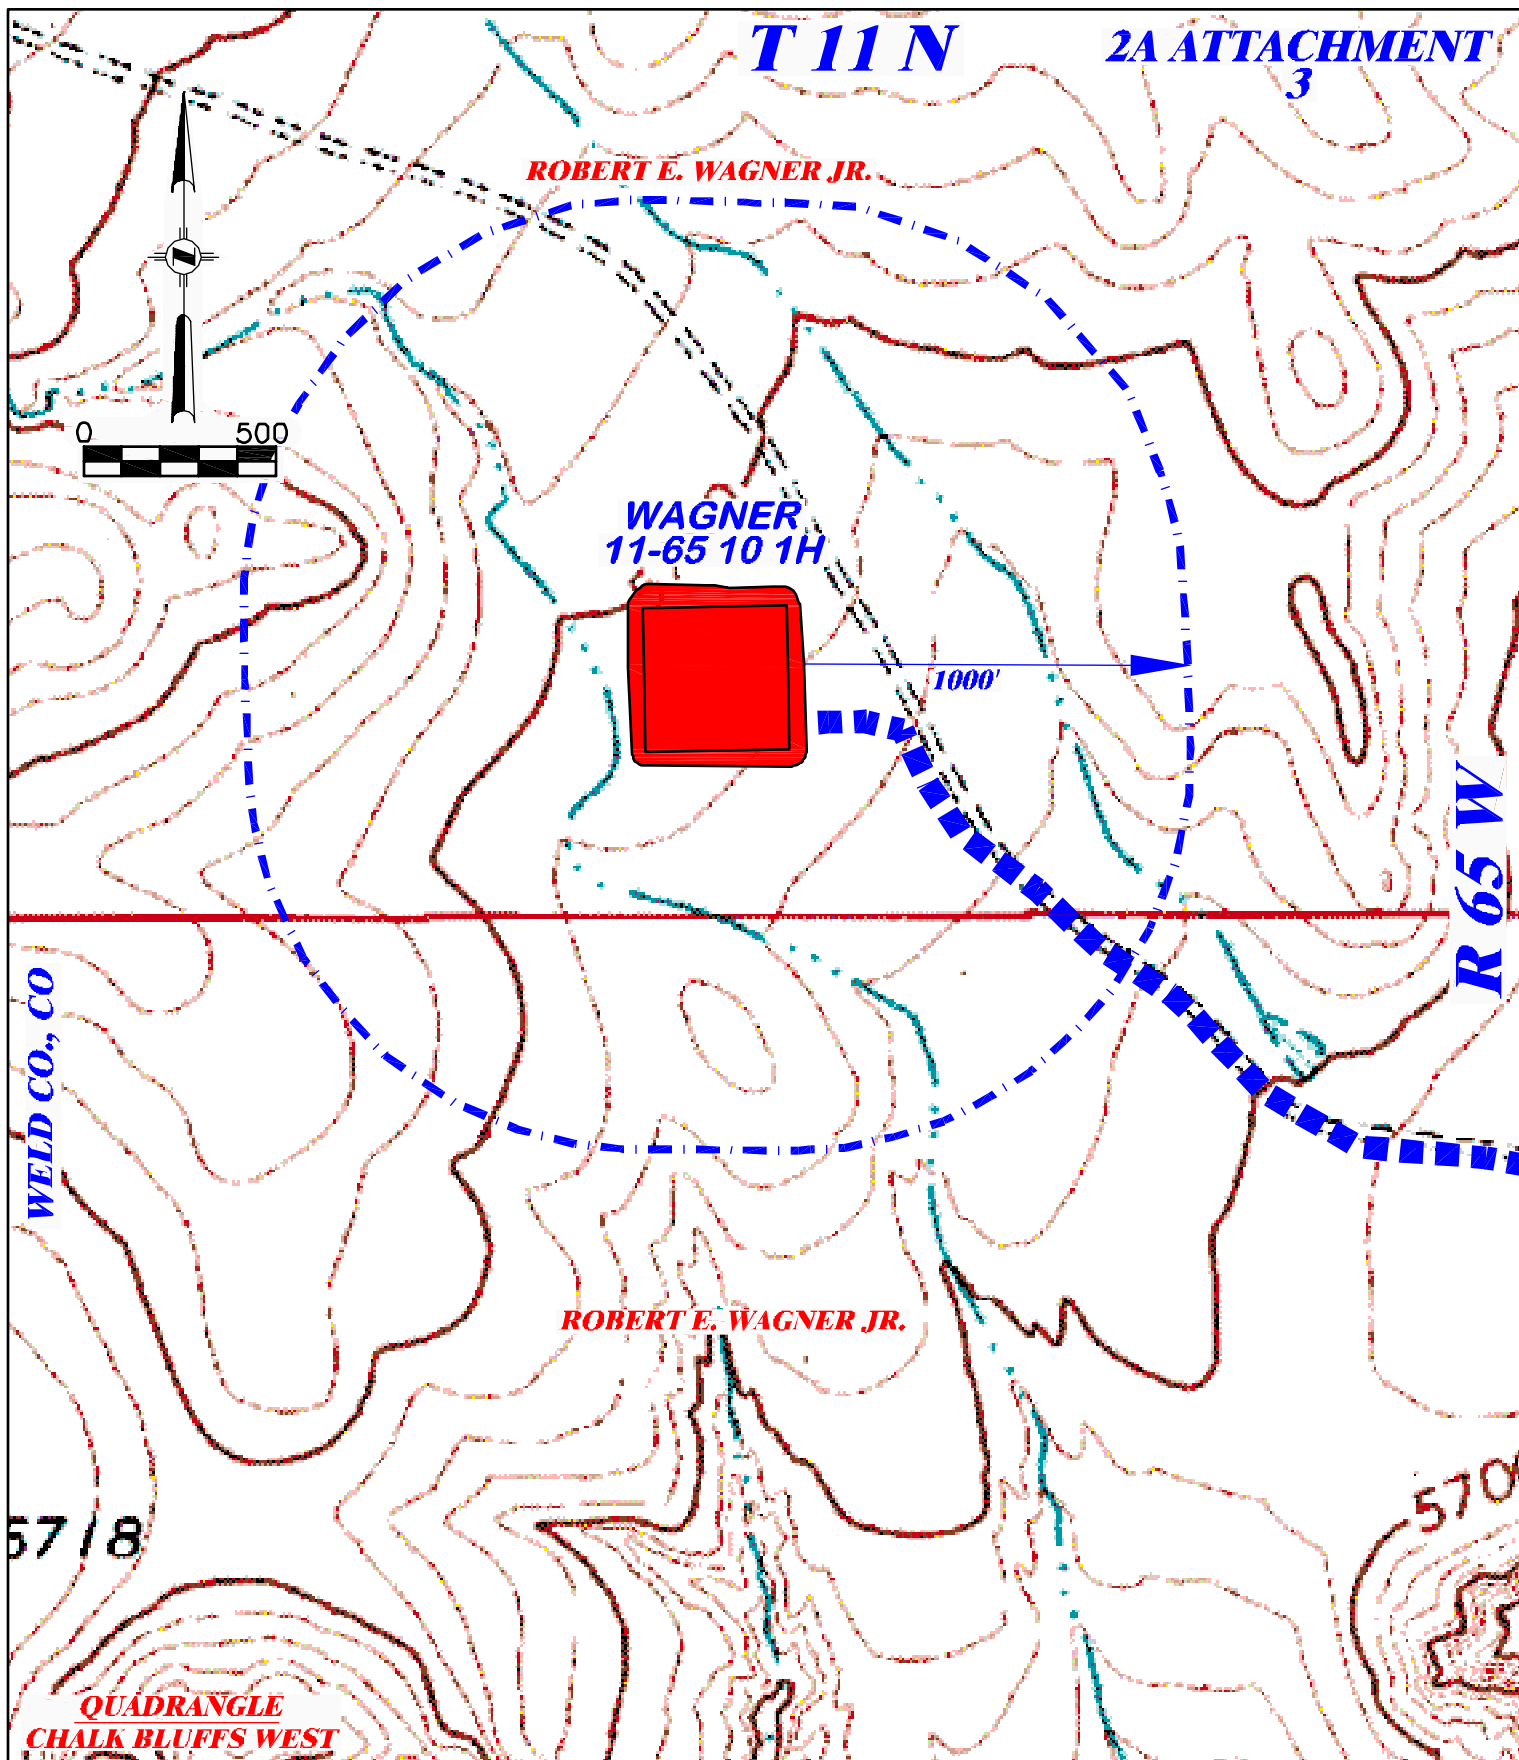 T 11 N
2A ATTACHMENT
3
ROBERT E. WAGNER JR.
N
0 500
WAGNER
11-65 10 1H
1000'
R 65 W
WELD CO., CO
ROBERT E. WAGNER JR.
5718
570
QUADRANGLE
CHALK BLUFFS WEST